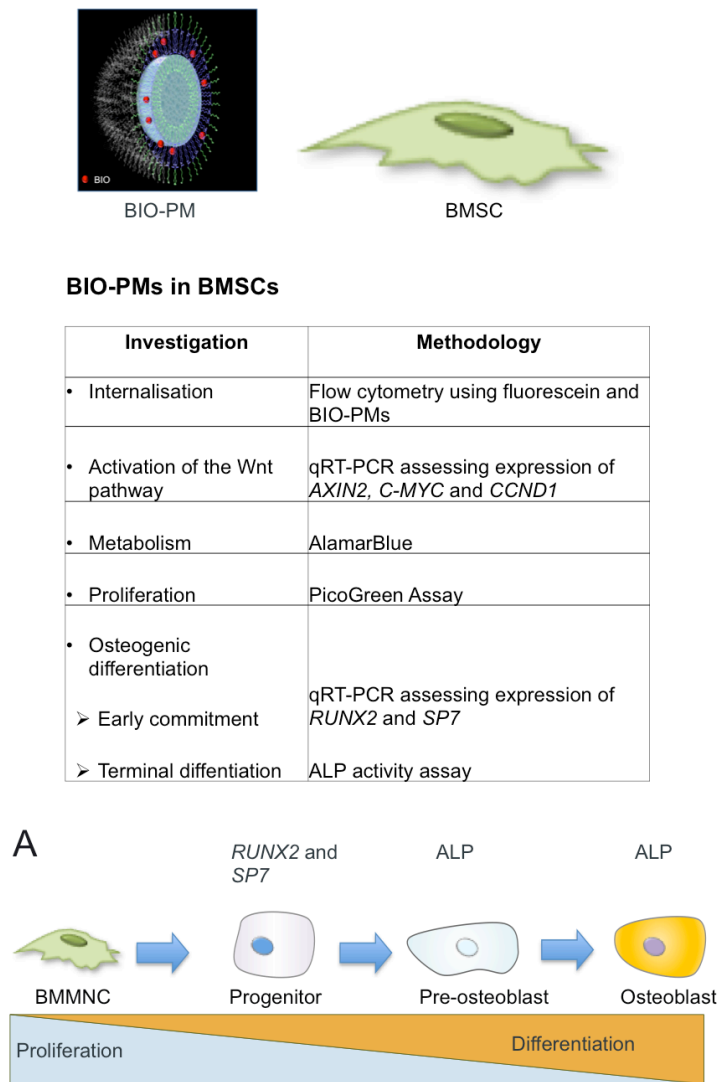 BIO
BIO-PM
BMSC
BIO-PMs in BMSCs
Investigation
Methodology
• Internalisation
Flow cytometry using fluorescein and
BIO-PMs
• Activation of the Wnt
pathway
qRT-PCR assessing expression of
AXIN2, C-MYC and CCND1
• Metabolism
AlamarBlue
• Proliferation
PicoGreen Assay
• Osteogenic
differentiation
➢ Early commitment
qRT-PCR assessing expression of
RUNX2 and SP7
➢ Terminal diffentiation
ALP activity assay
A
RUNX2 and
SP7
ALP
ALP
BMMNC
Progenitor
Pre-osteoblast
Osteoblast
Proliferation
Differentiation